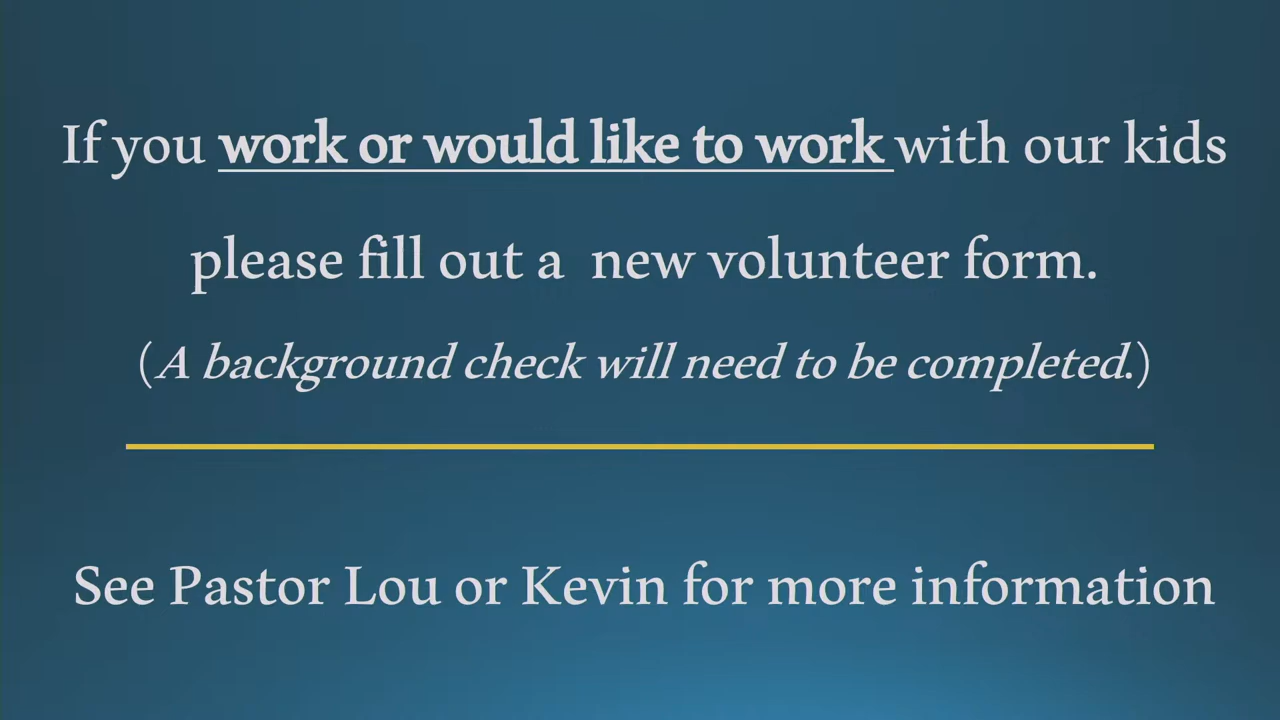 If you work or would like to work with our kids
please fill out a  new volunteer form.
(A background check will need to be completed.)
See Pastor Lou or Kevin for more information